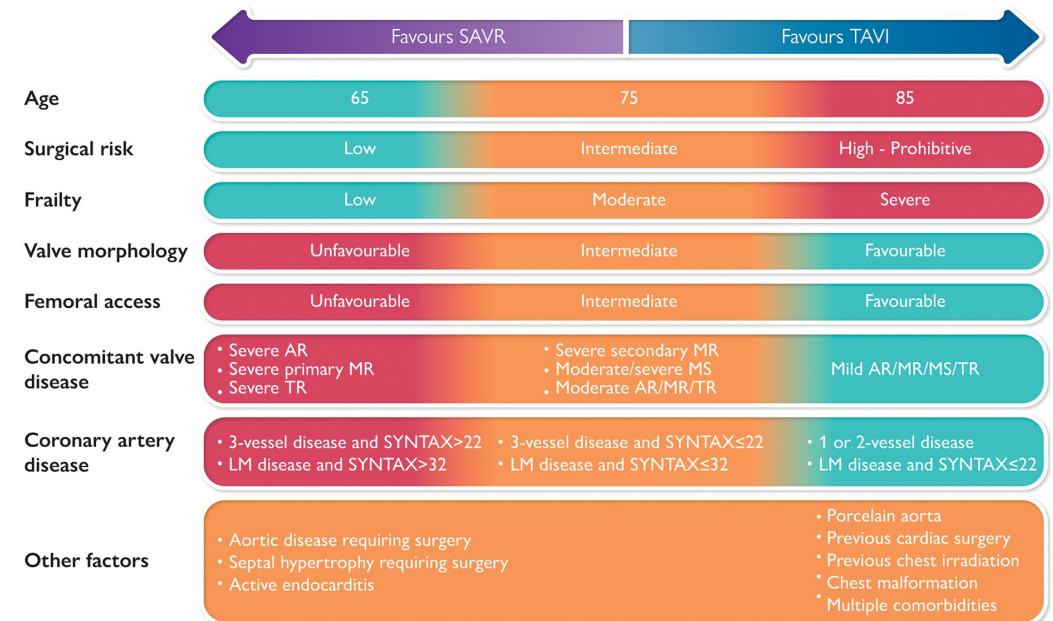 Favours SAVR Favours TAVI
Age 65 75 85
Surgical risk Low Intermediate High - Prohibitive
Frailty Low Moderate Severe
Valve morphology Unfavourable Intermediate Favourable
Femoral access Unfavourable Intermediate Favourable
Concomitant valve
disease
• Severe AR
• Severe primary MR
• Severe TR
• Severe secondary MR
• Moderate/severe MS
• Moderate AR/MR/TR
Mild AR/MR/MS/TR
Coronary artery
disease
• 3-vessel disease and SYNTAX>22
• LM disease and SYNTAX>32
• 3-vessel disease and SYNTAX≤22
• LM disease and SYNTAX≤32
• 1 or 2-vessel disease
• LM disease and SYNTAX≤22
Other factors
• Aortic disease requiring surgery
• Septal hypertrophy requiring surgery
• Active endocarditis
• Porcelain aorta
• Previous cardiac surgery
• Previous chest irradiation
• Chest malformation
• Multiple comorbidities